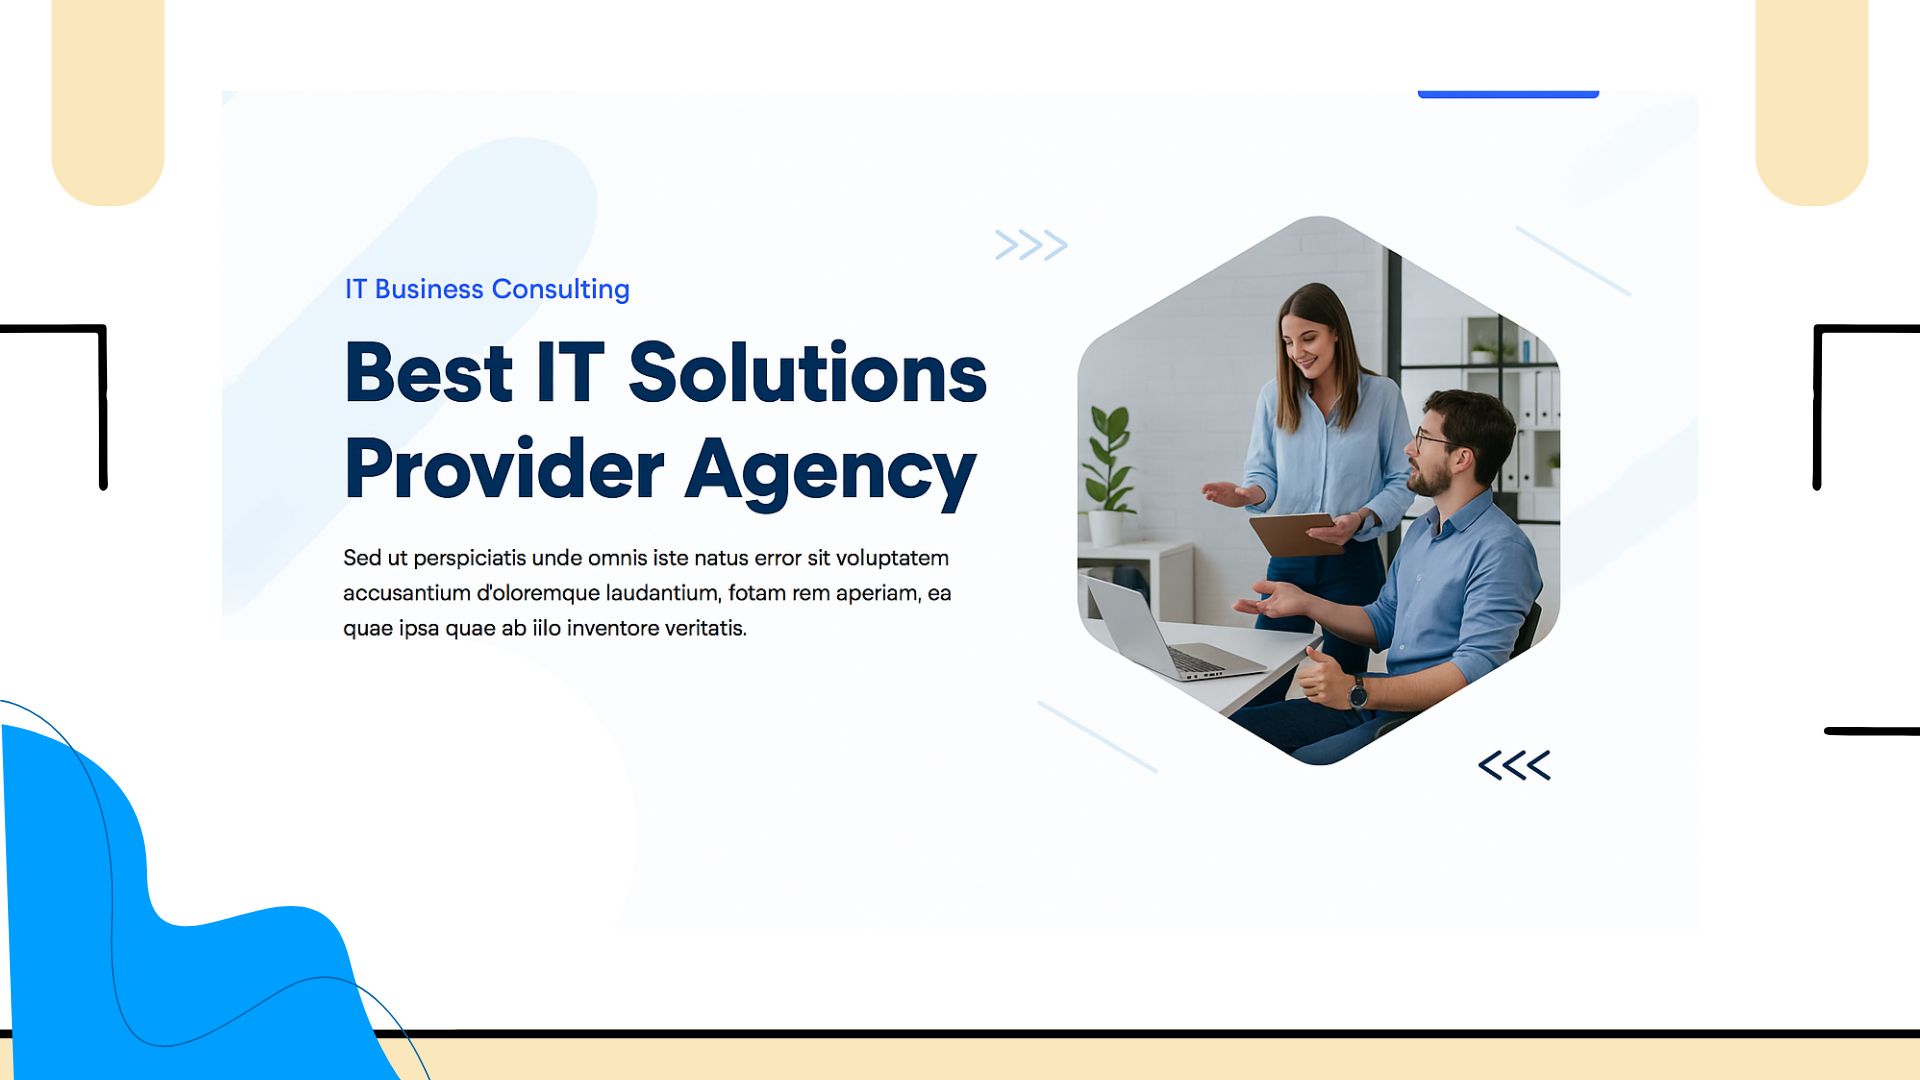 IT Business Consulting
Best IT Solutions
Provider Agency
Sed ut perspiciatis unde omnis iste natus error sit voluptatem
accusantium d'oloremque laudantium, fotam rem aperiam, ea
quae ipsa quae ab iilo inventore veritatis.